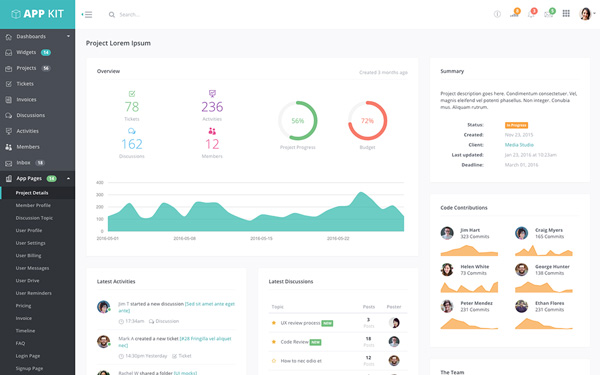 APP KIT
Search...
6
3
5
Dashboards
Widgets 14
Projects 56
Tickets
Invoices
Discussions
Activities
Members
Inbox 18
App Pages 14
Project Details
Member Profile
Discussion Topic
User Profile
User Settings
User Billing
User Messages
User Drive
User Reminders
Pricing
Invoice
Timeline
FAQ
Login Page
Signup Page
Project Lorem Ipsum
Overview
Created 3 months ago
78
Tickets
236
Activities
162
Discussions
12
Members
56%
Project Progress
72%
Budget
400
300
200
100
0
2016-05-01
2016-05-08
2016-05-15
2016-05-22
Latest Activities
Jim T started a new discussion [Sed sit amet ante eget ante]
17:34am
Discussion
Mark A created a new ticket [#28 Fringilla vel aliquet nec]
14:30pm Yesterday
Ticket
Rachel W shared a folder [UI mocks]
Latest Discussions
Topic Posts Poster
UX review process NEW 3 Posts
Code Review NEW 18 Posts
How to nec odis et 12 Posts
Summary
Project description goes here. Condimentum consectetuer. Vel,
magnis eleifend vel potenti phasellus. Non integer. Conubia
mus. Aliquam rutrum.
Status: In Progress
Created: Nov 23, 2015
Client: Media Studio
Last updated: Jan 23, 2016 at 10:23am
Deadline: March 01, 2016
Code Contributions
Jim Hart
323 Commits
Craig Myers
165 Commits
Helen White
73 Commits
George Hunter
138 Commits
Peter Mendez
231 Commits
Ethan Flores
231 Commits
The Team